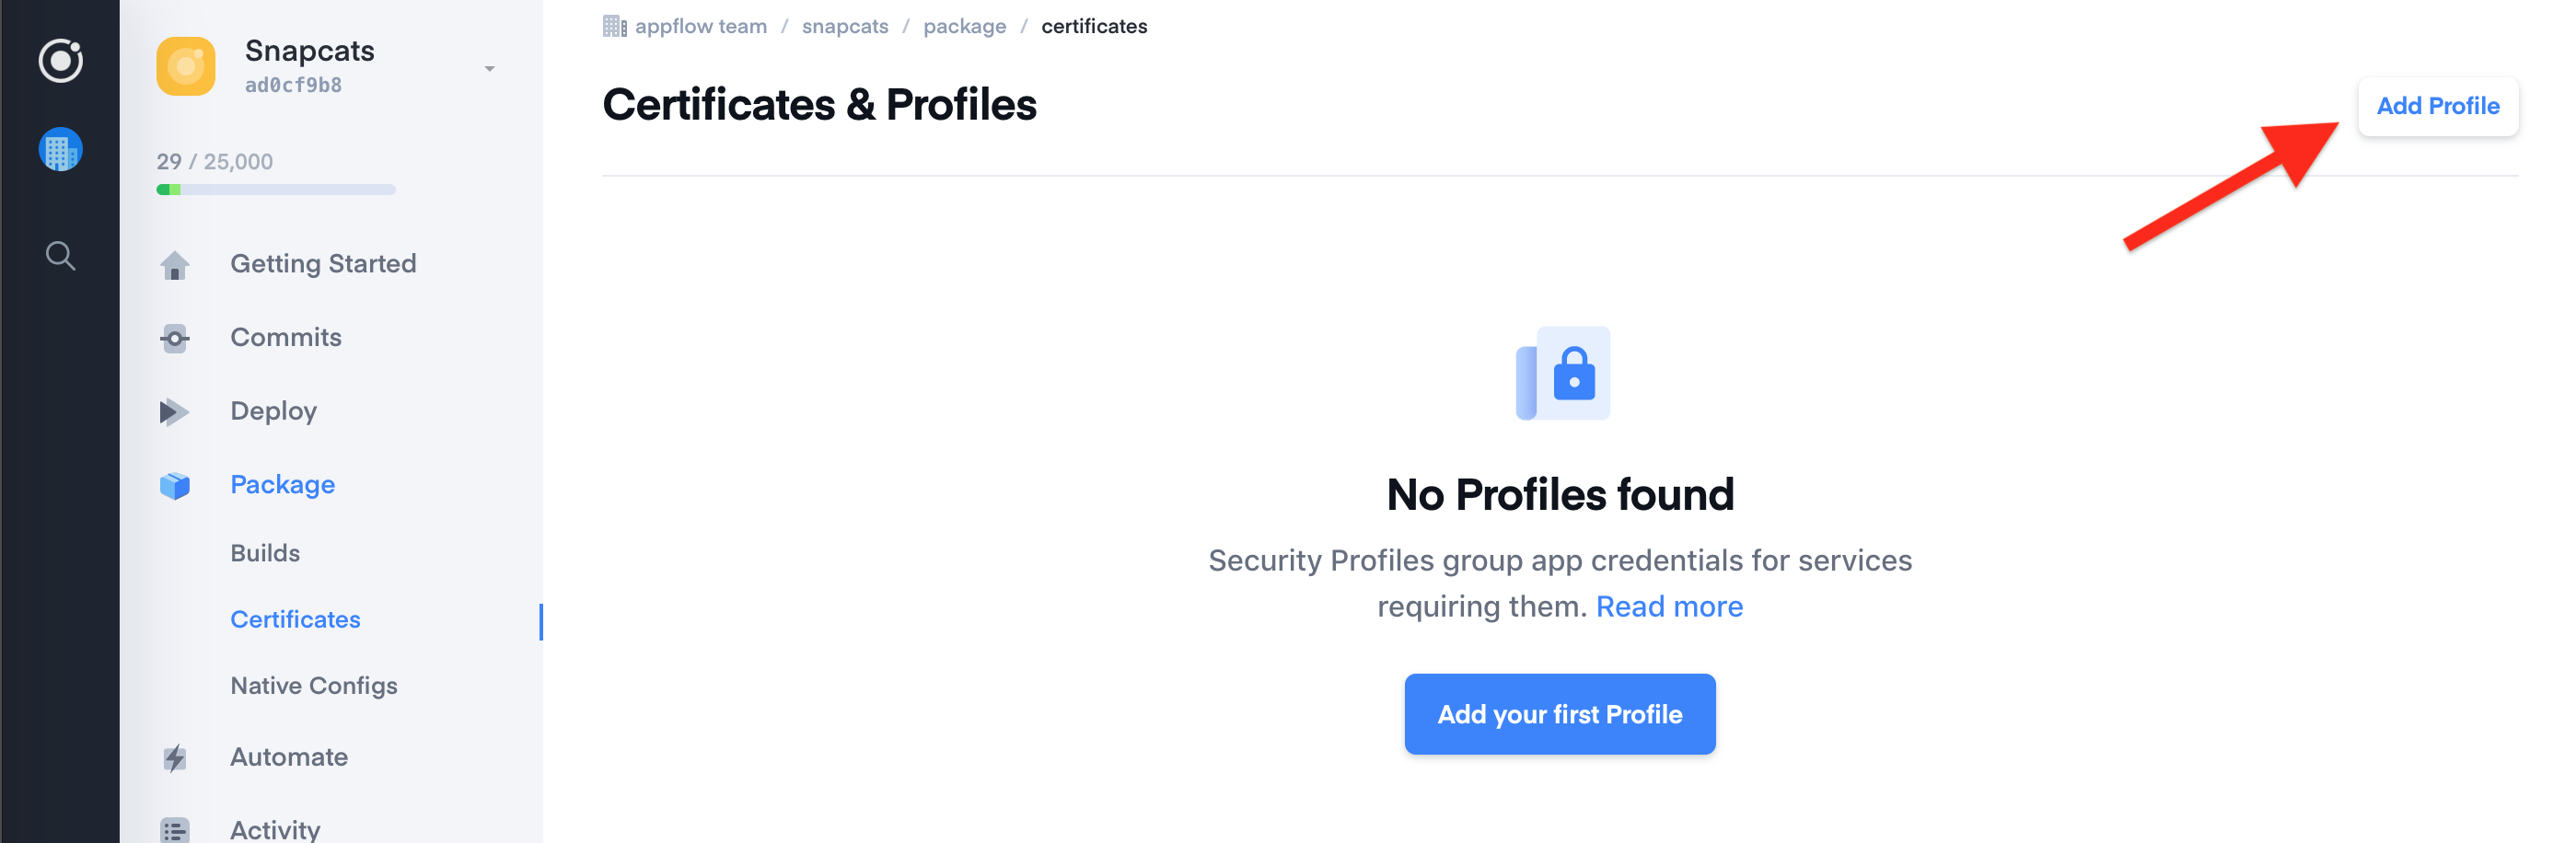 Snapcats
ad0cf9b8
29 / 25,000
Getting Started
Commits
Deploy
Package
Builds
Certificates
Native Configs
Automate
Activity
appflow team / snapcats / package / certificates
Certificates & Profiles
Add Profile
No Profiles found
Security Profiles group app credentials for services
requiring them. Read more
Add your first Profile